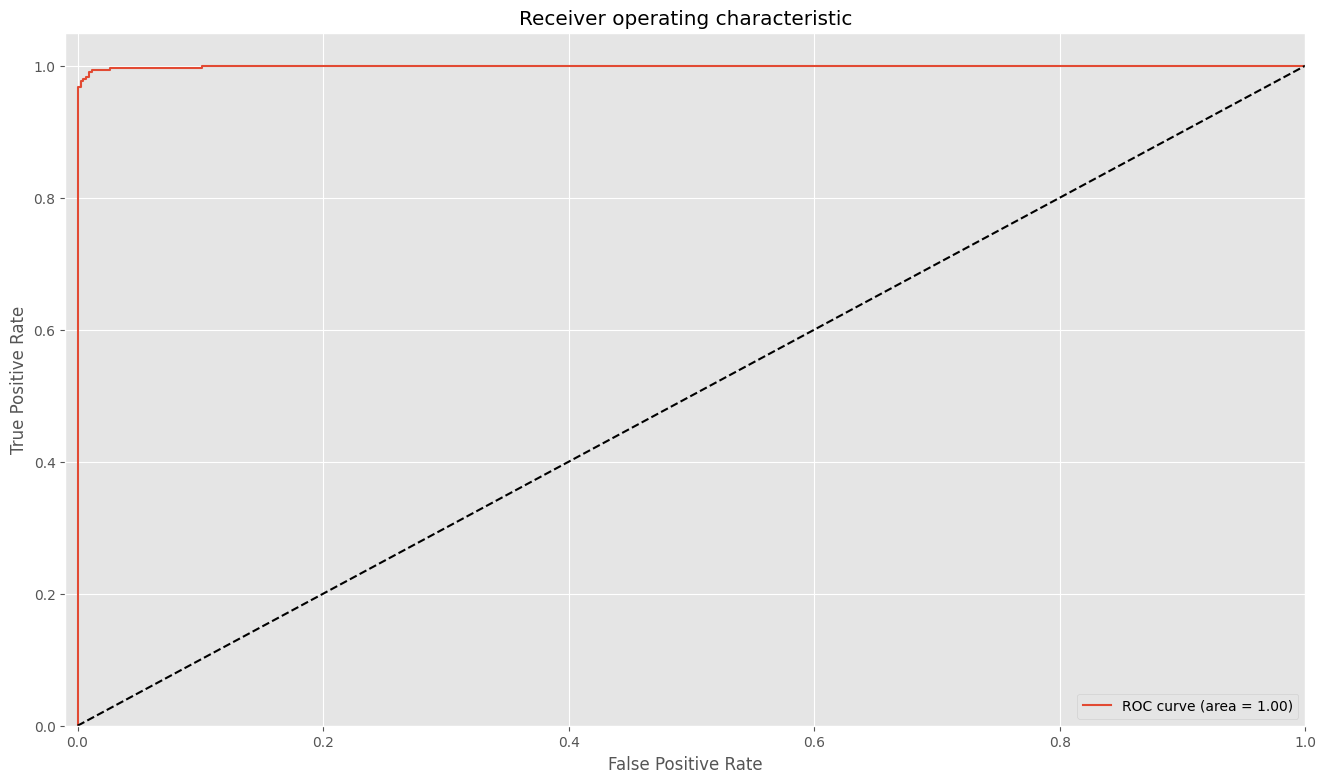 Receiver operating characteristic
True Positive Rate
1.0
0.8
0.6
0.4
0.2
0.0
0.0 0.2 0.4 0.6 0.8 1.0
False Positive Rate
ROC curve (area = 1.00)